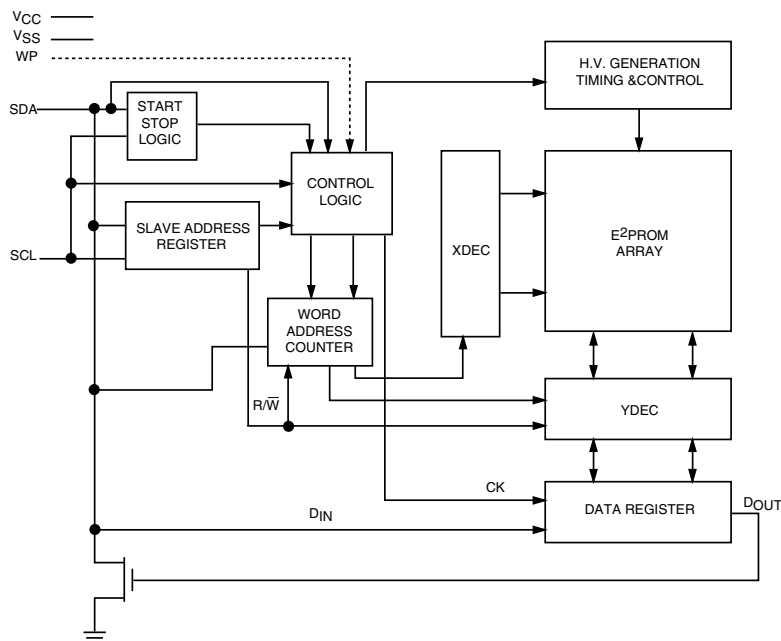 VCC
VSS
WP
H.V. GENERATION
TIMING &CONTROL
SDA
START
STOP
LOGIC
CONTROL
LOGIC
SLAVE ADDRESS
REGISTER
SCL
XDEC
E2PROM
ARRAY
WORD
ADDRESS
COUNTER
R/W̅
YDEC
CK
DIN
DATA REGISTER
DOUT